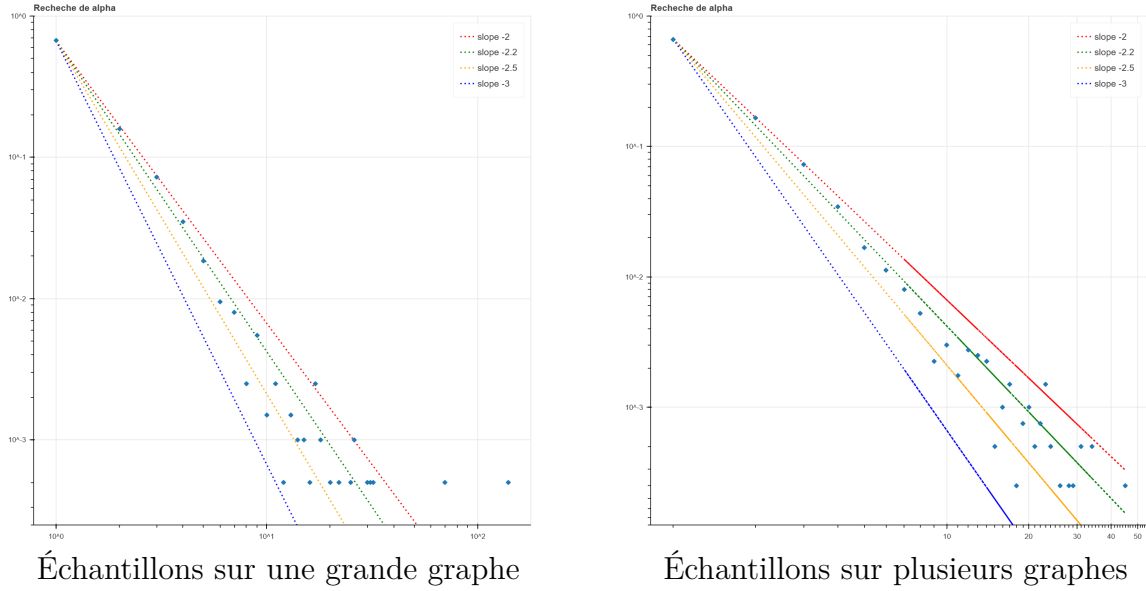 Recheche de alpha
10^0
10^-1
10^-2
10^-3
10^0
10^1
10^2
slope -2
slope -2.2
slope -2.5
slope -3
Échantillons sur une grande graphe
Recheche de alpha
10^0
10^-1
10^-2
10^-3
10
20
30
40
50
slope -2
slope -2.2
slope -2.5
slope -3
Échantillons sur plusieurs graphes